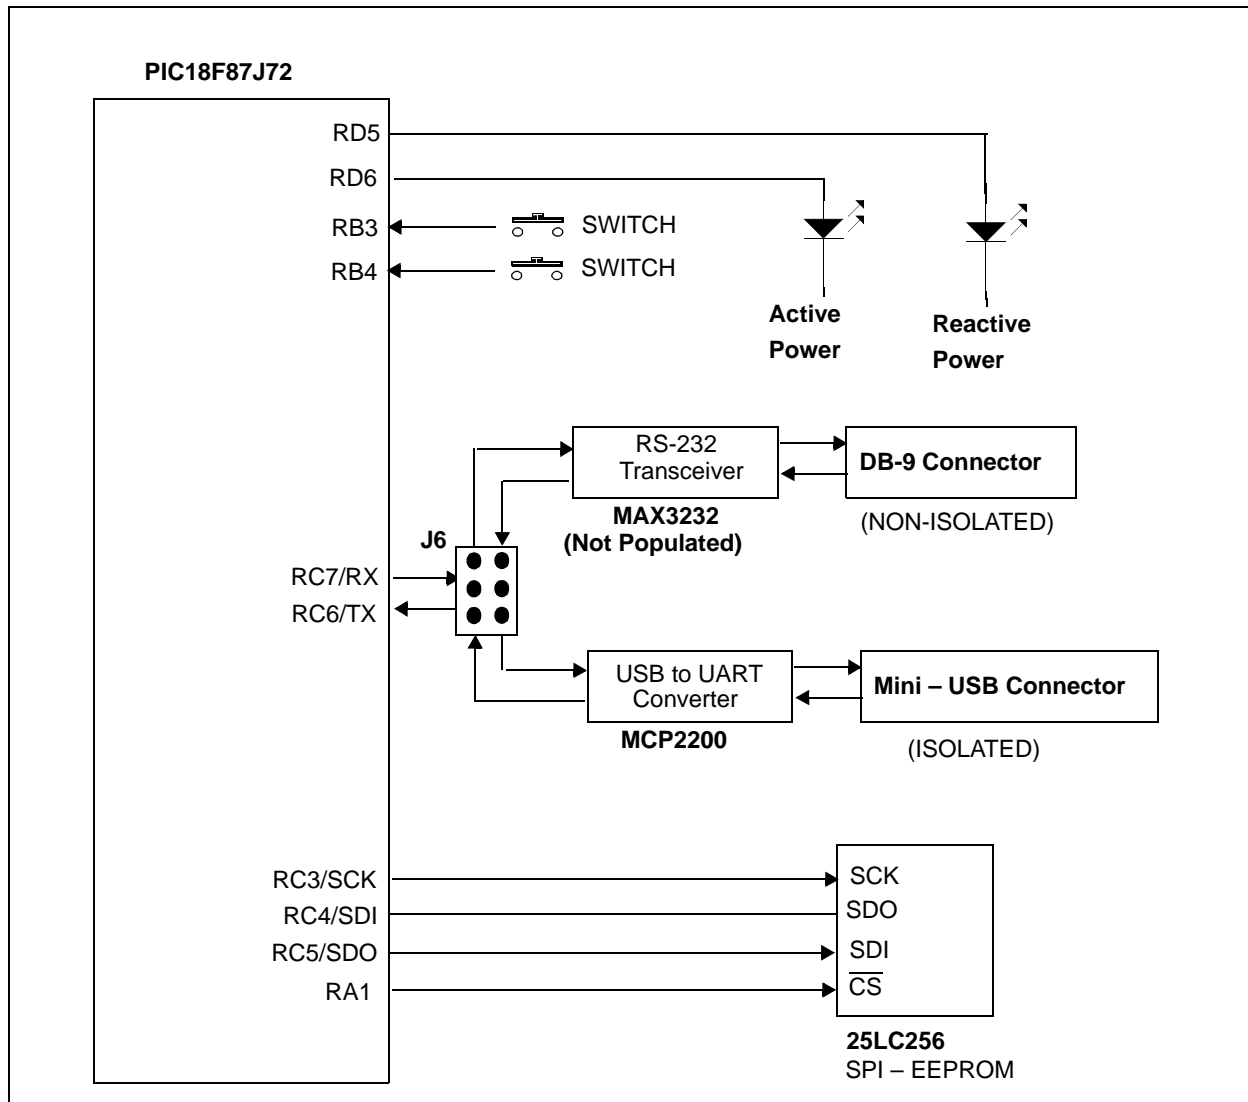 PIC18F87J72
RD5
RD6
RB3
SWITCH
RB4
SWITCH
Active
Power
Reactive
Power
RS-232
Transceiver
DB-9 Connector
MAX3232
(Not Populated)
(NON-ISOLATED)
J6
RC7/RX
RC6/TX
USB to UART
Converter
Mini – USB Connector
MCP2200
(ISOLATED)
RC3/SCK
SCK
RC4/SDI
SDO
RC5/SDO
SDI
RA1
C̅S̅
25LC256
SPI – EEPROM